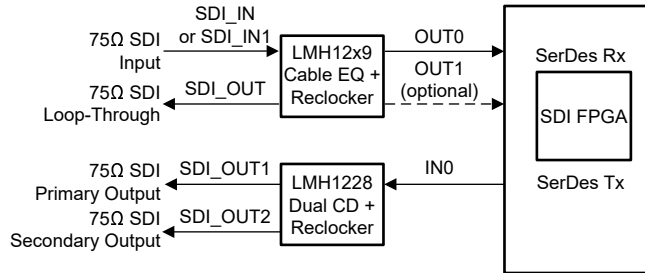 SDI_IN
or SDI_IN1
75Ω SDI
Input
75Ω SDI
Loop-Through
SDI_OUT
LMH12x9
Cable EQ +
Reclocker
OUT0
OUT1
(optional)
SerDes Rx
SDI FPGA
SerDes Tx
75Ω SDI
Primary Output
75Ω SDI
Secondary Output
SDI_OUT1
SDI_OUT2
LMH1228
Dual CD +
Reclocker
IN0